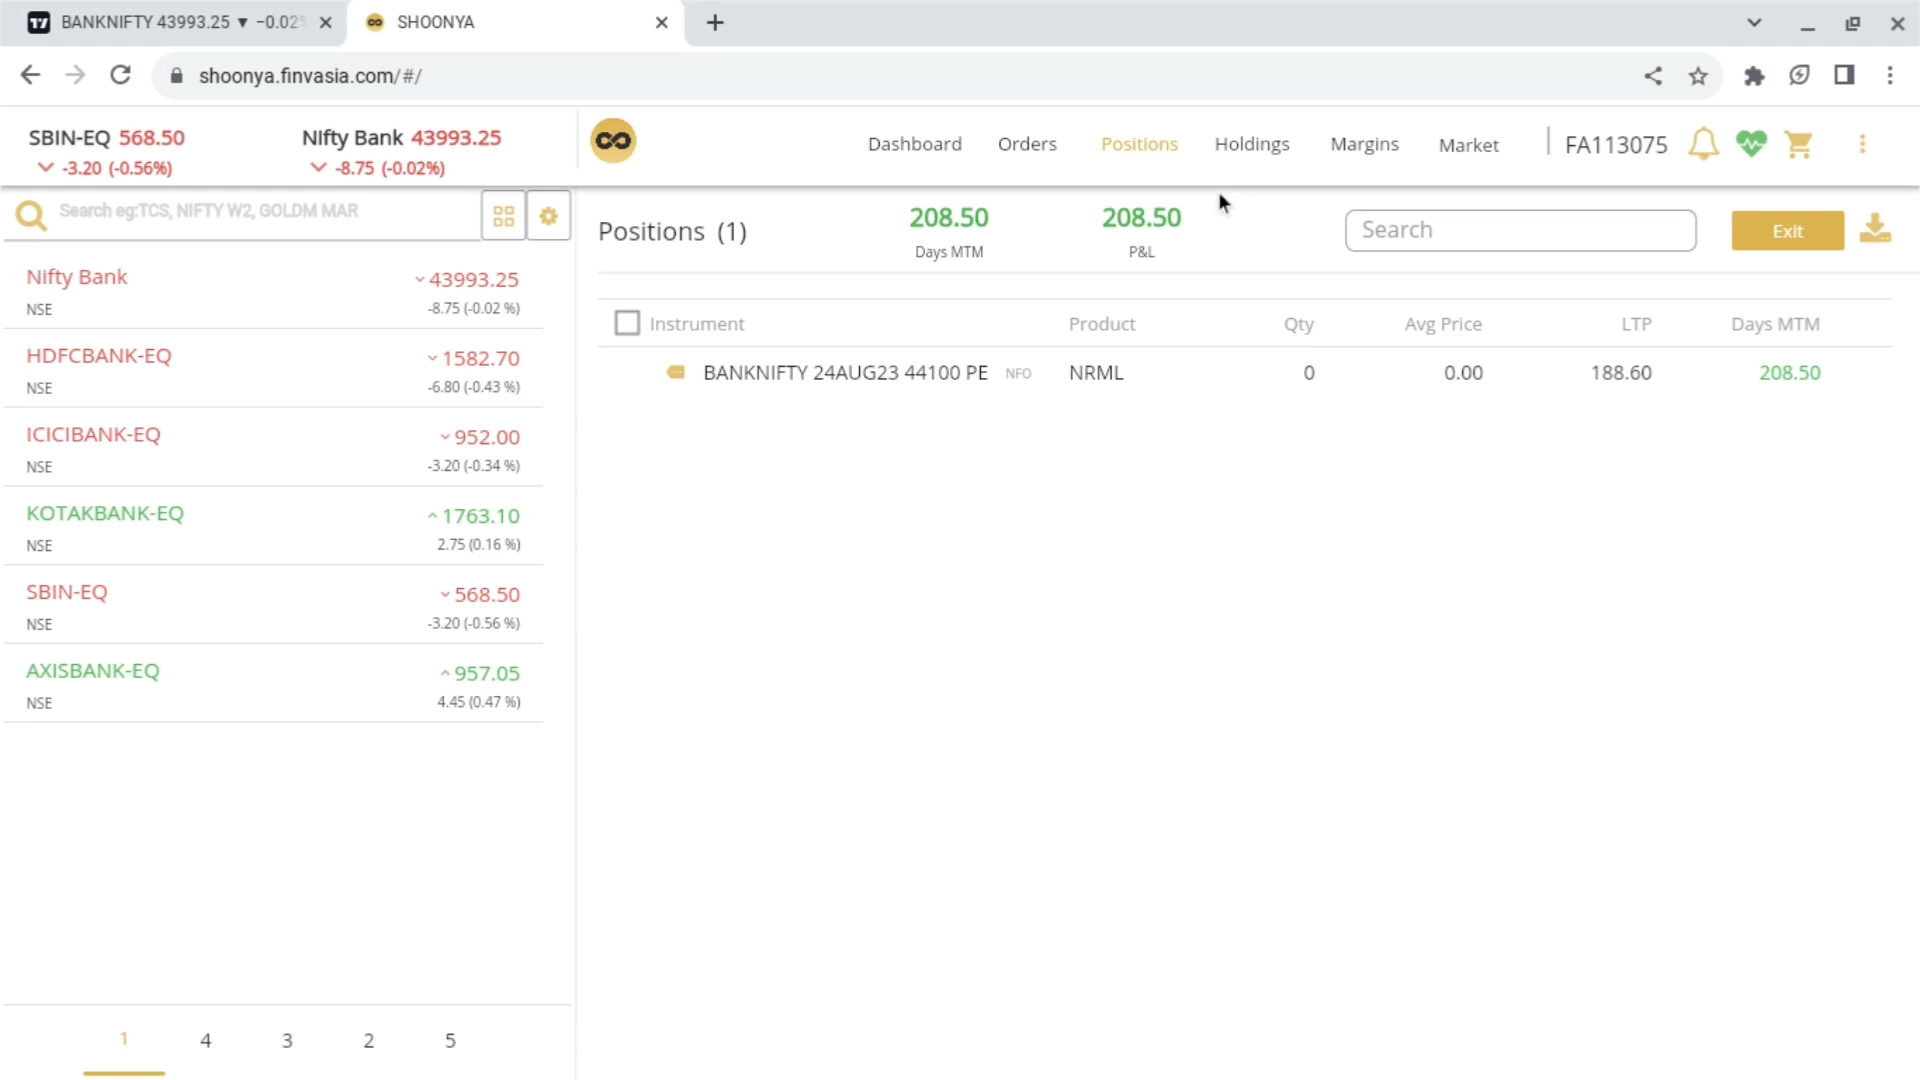 BANKNIFTY 43993.25 ▼ −0.02%
SHOONYA
shoonya.finvasia.com/#/
SBIN-EQ 568.50
-3.20 (-0.56%)
Nifty Bank 43993.25
-8.75 (-0.02%)
Dashboard
Orders
Positions
Holdings
Margins
Market
FA113075
Search eg:TCS, NIFTY W2, GOLDM MAR
Nifty Bank 43993.25
NSE -8.75 (-0.02 %)
HDFCBANK-EQ 1582.70
NSE -6.80 (-0.43 %)
ICICIBANK-EQ 952.00
NSE -3.20 (-0.34 %)
KOTAKBANK-EQ 1763.10
NSE 2.75 (0.16 %)
SBIN-EQ 568.50
NSE -3.20 (-0.56 %)
AXISBANK-EQ 957.05
NSE 4.45 (0.47 %)
1 4 3 2 5
Positions (1)
208.50
Days MTM
208.50
P&L
Search
Exit
Instrument Product Qty Avg Price LTP Days MTM
BANKNIFTY 24AUG23 44100 PE NFO NRML 0 0.00 188.60 208.50